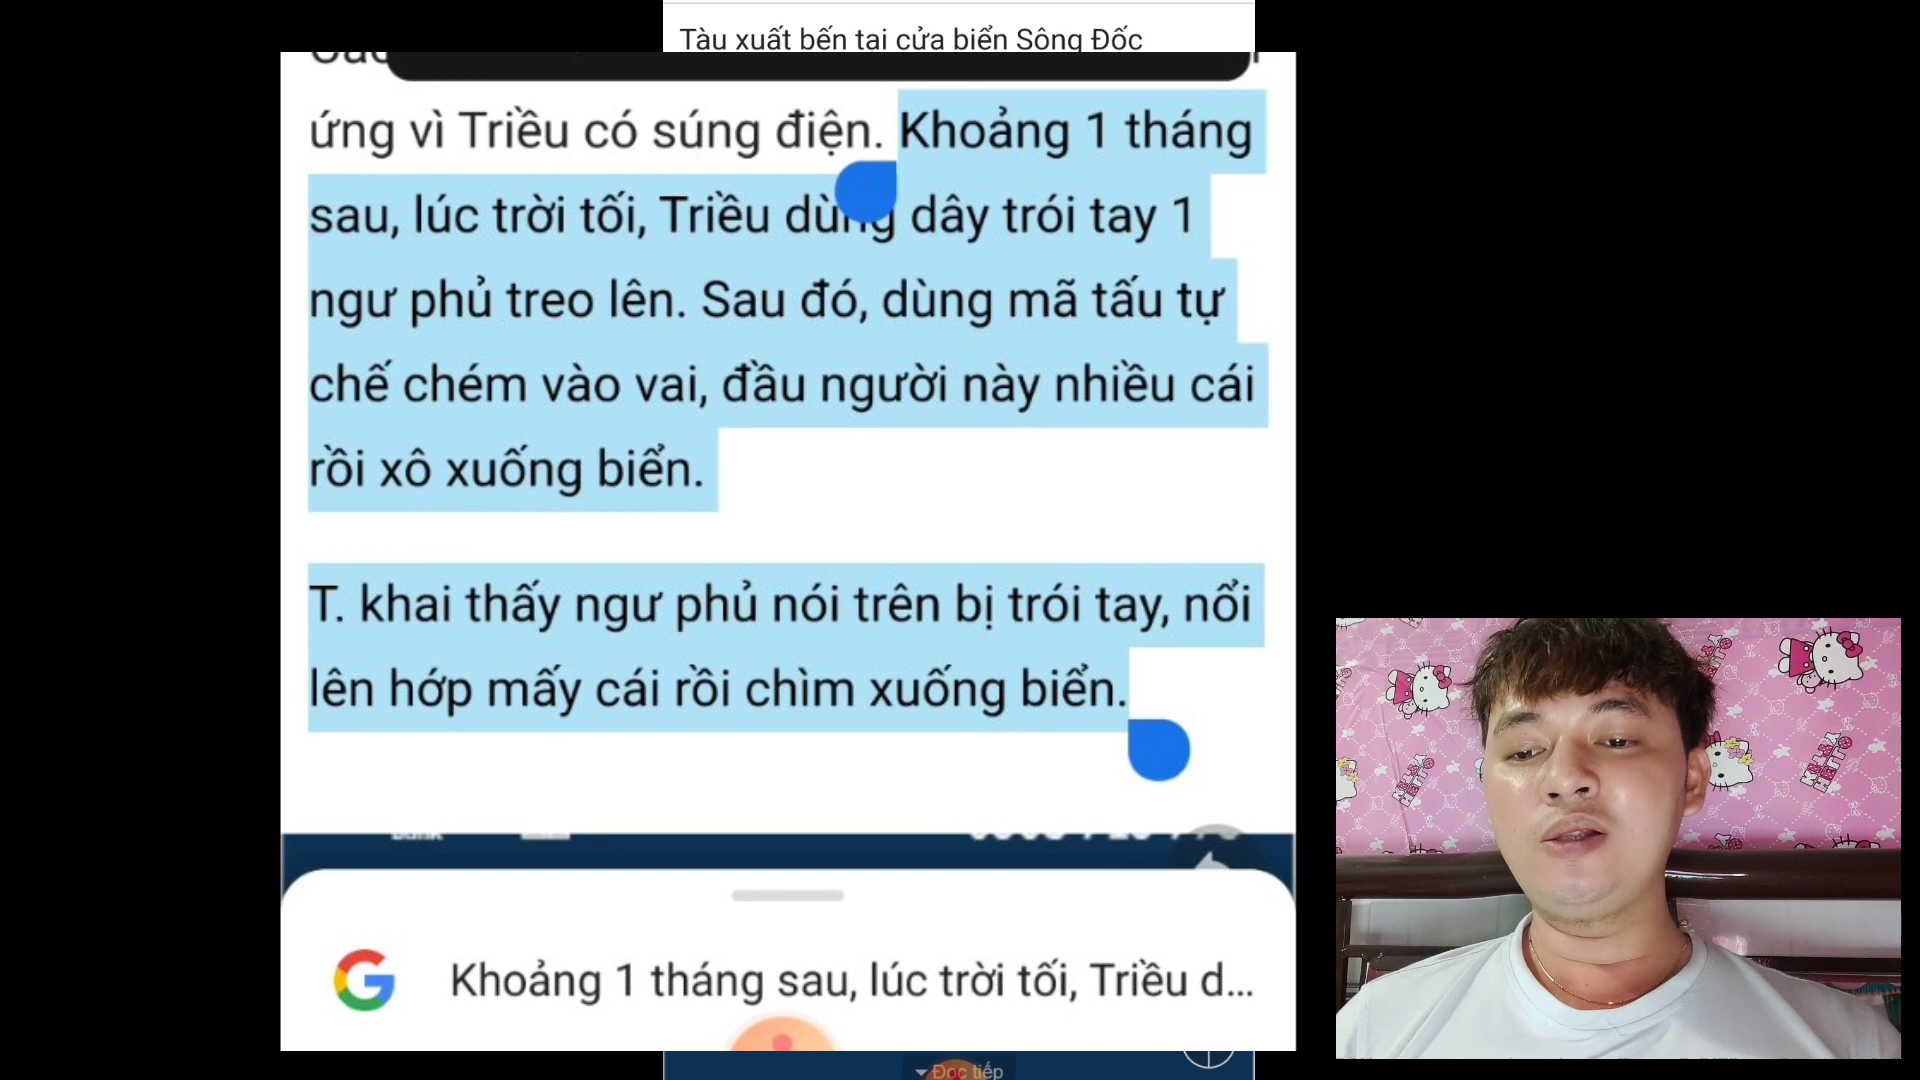 Tàu xuất bến tại cửa biển Sông Đốc
ứng vì Triều có súng điện. Khoảng 1 tháng
sau, lúc trời tối, Triều dùng dây trói tay 1
ngư phủ treo lên. Sau đó, dùng mã tấu tự
chế chém vào vai, đầu người này nhiều cái
rồi xô xuống biển.
T. khai thấy ngư phủ nói trên bị trói tay, nổi
lên hớp mấy cái rồi chìm xuống biển.
Khoảng 1 tháng sau, lúc trời tối, Triều d...
Đọc tiếp